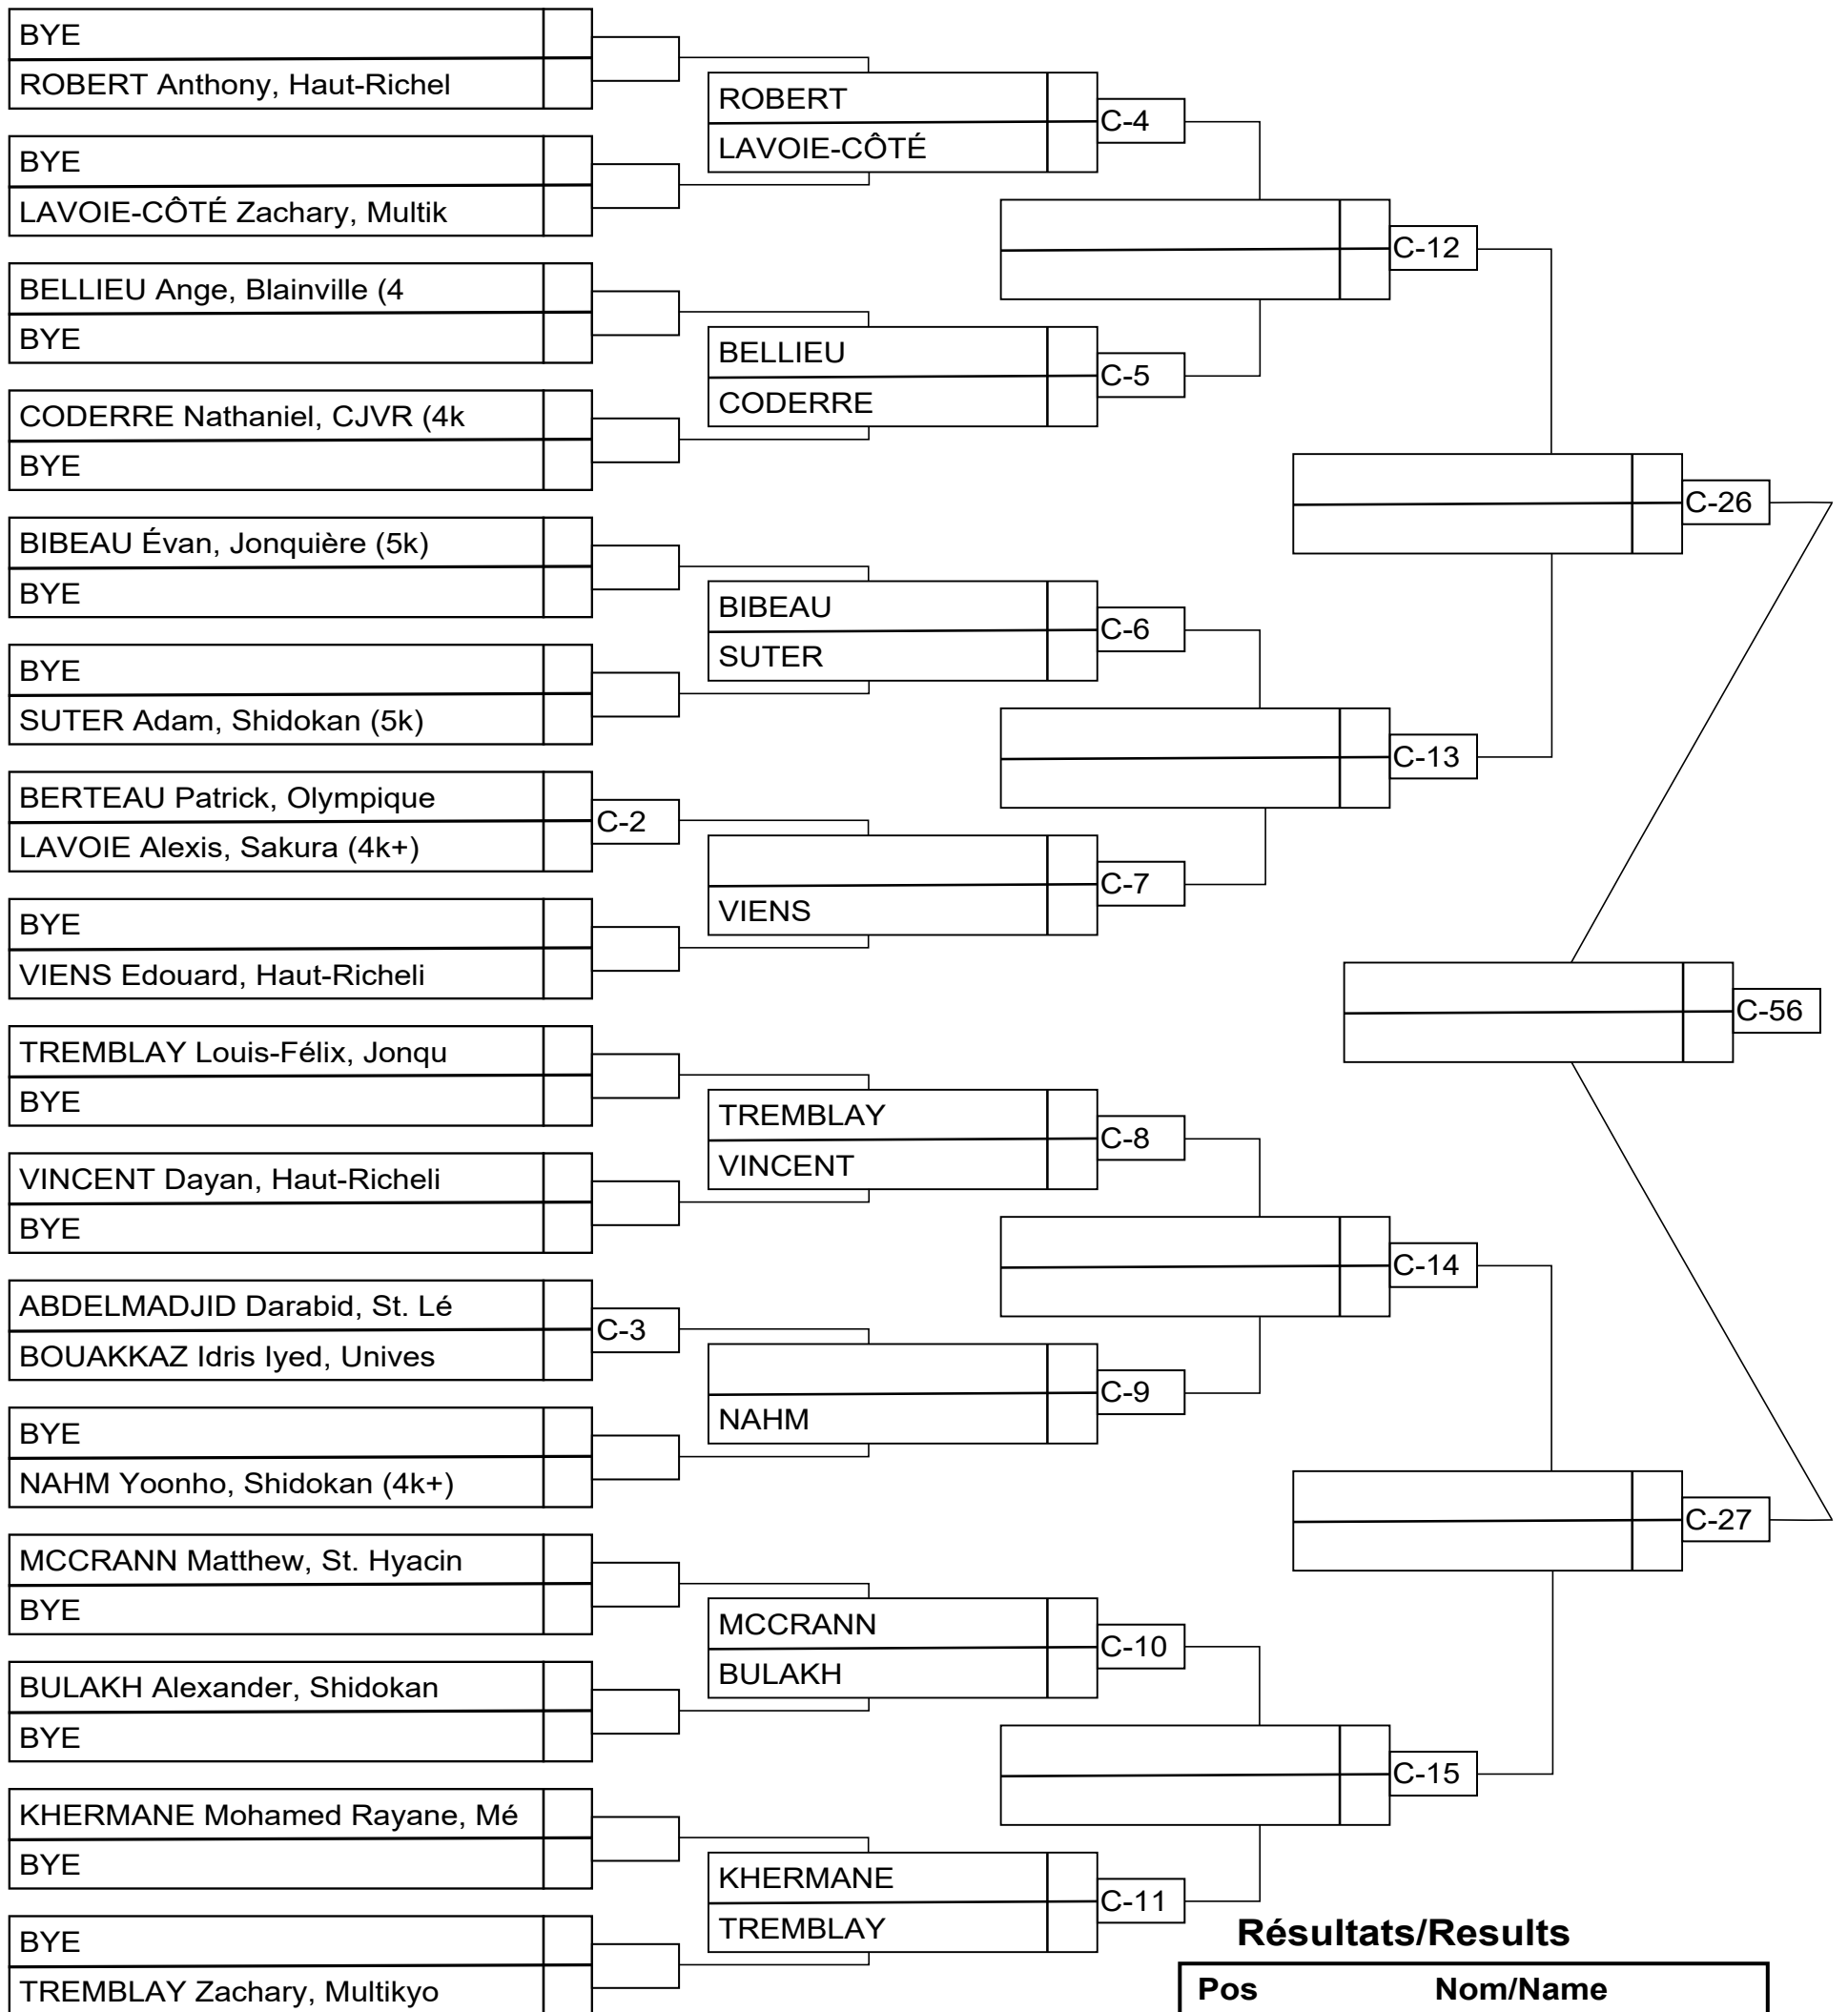 BYE
ROBERT Anthony, Haut-Richel
BYE
LAVOIE-CÔTÉ Zachary, Multik
BELLIEU Ange, Blainville (4
BYE
CODERRE Nathaniel, CJVR (4k
BYE
BIBEAU Évan, Jonquière (5k)
BYE
BYE
SUTER Adam, Shidokan (5k)
BERTEAU Patrick, Olympique
LAVOIE Alexis, Sakura (4k+)
C-2
BYE
VIENS Edouard, Haut-Richeli
TREMBLAY Louis-Félix, Jonqu
BYE
VINCENT Dayan, Haut-Richeli
BYE
ABDELMADJID Darabid, St. Lé
BOUAKKAZ Idris Iyed, Unives
C-3
BYE
NAHM Yoonho, Shidokan (4k+)
MCCRANN Matthew, St. Hyacin
BYE
BULAKH Alexander, Shidokan
BYE
KHERMANE Mohamed Rayane, Mé
BYE
BYE
TREMBLAY Zachary, Multikyo
ROBERT
LAVOIE-CÔTÉ
C-4
BELLIEU
CODERRE
C-5
BIBEAU
SUTER
C-6
VIENS
C-7
TREMBLAY
VINCENT
C-8
NAHM
C-9
MCCRANN
BULAKH
C-10
KHERMANE
TREMBLAY
C-11
C-12
C-13
C-14
C-15
C-26
C-27
C-56
Résultats/Results
Pos Nom/Name